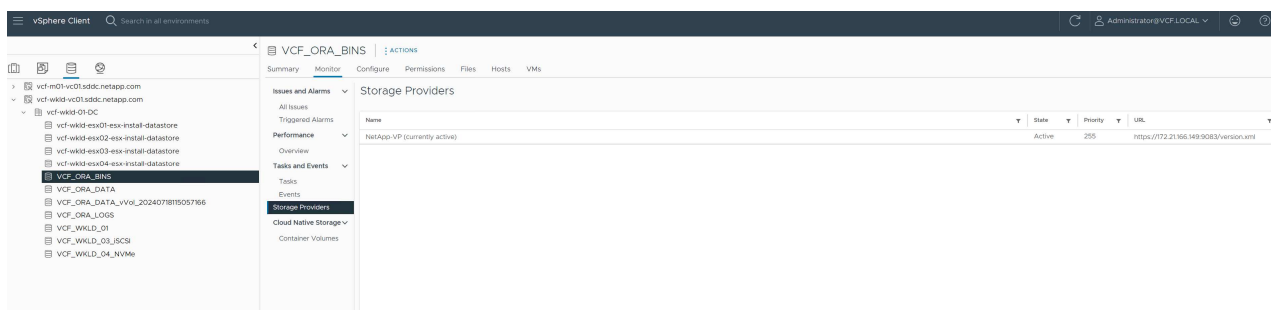 vSphere Client Search in all environments Administrator@VCF.LOCAL
vcf-m01-vc01.sddc.netapp.com
vcf-wkld-vc01.sddc.netapp.com
vcf-wkld-01-DC
vcf-wkld-esx01-esx-install-datastore
vcf-wkld-esx02-esx-install-datastore
vcf-wkld-esx03-esx-install-datastore
vcf-wkld-esx04-esx-install-datastore
VCF_ORA_BINS
VCF_ORA_DATA
VCF_ORA_DATA_vVol_20240718115057166
VCF_ORA_LOGS
VCF_WKLD_01
VCF_WKLD_03_iSCSI
VCF_WKLD_04_NVMe
VCF_ORA_BINS ACTIONS
Summary Monitor Configure Permissions Files Hosts VMs
Issues and Alarms
All Issues
Triggered Alarms
Performance
Overview
Tasks and Events
Tasks
Events
Storage Providers
Cloud Native Storage
Container Volumes
Storage Providers
Name State Priority URL
NetApp-VP (currently active) Active 255 https://172.21.166.149:9083/version.xml